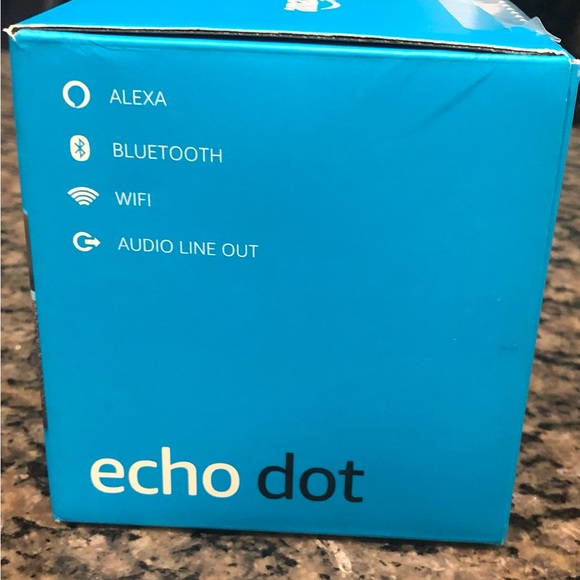 ALEXA
BLUETOOTH
WIFI
AUDIO LINE OUT
echo dot